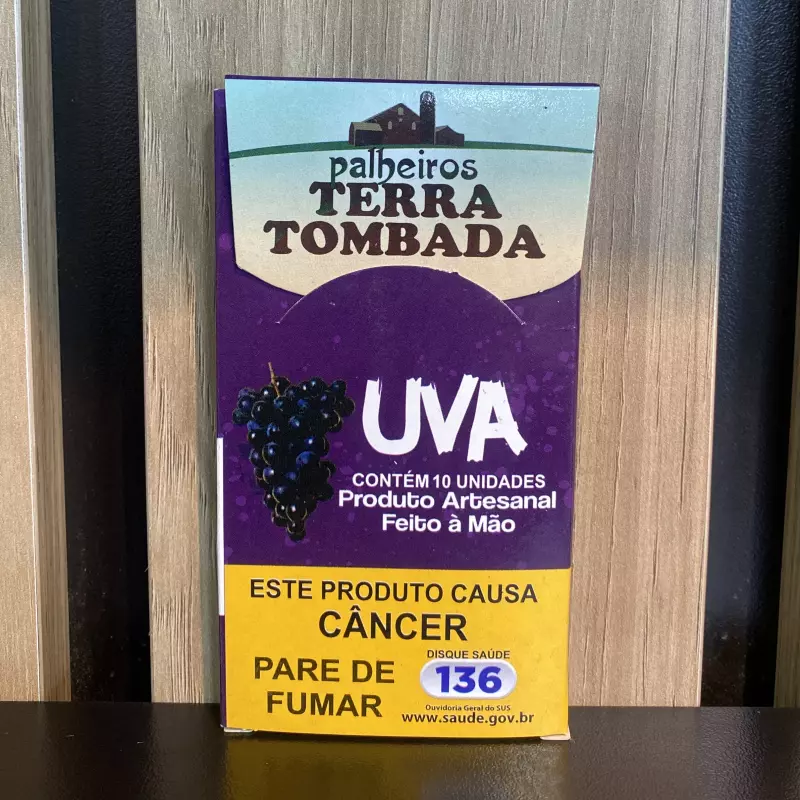 palheiros
TERRA
TOMBADA
UVA
CONTÉM 10 UNIDADES
Produto Artesanal
Feito à Mão
ESTE PRODUTO CAUSA
CÂNCER
PARE DE
FUMAR
DISQUE SAÚDE
136
Ouvidoria Geral do SUS
www.saude.gov.br